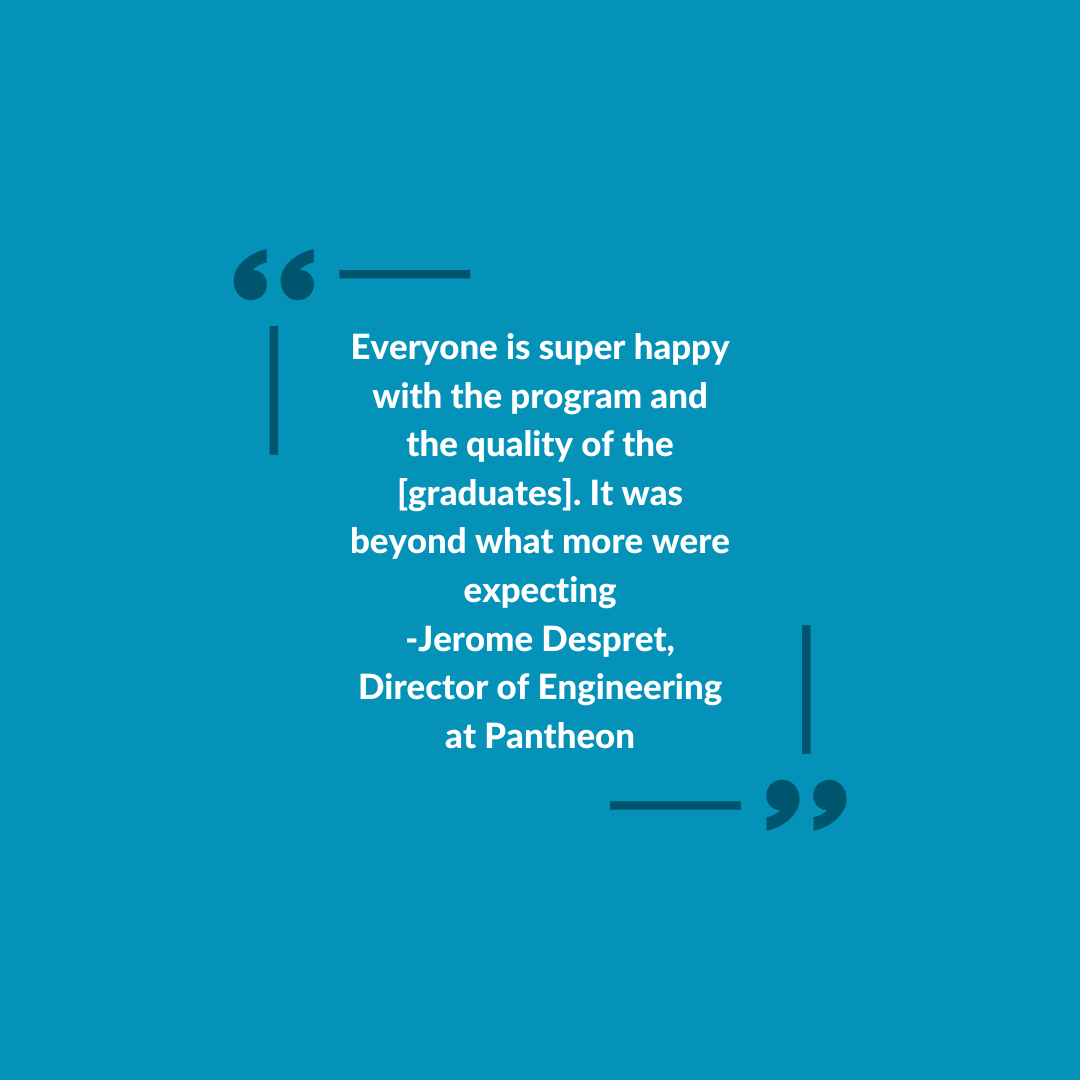 Everyone is super happy
with the program and
the quality of the
[graduates]. It was
beyond what more were
expecting
-Jerome Despret,
Director of Engineering
at Pantheon